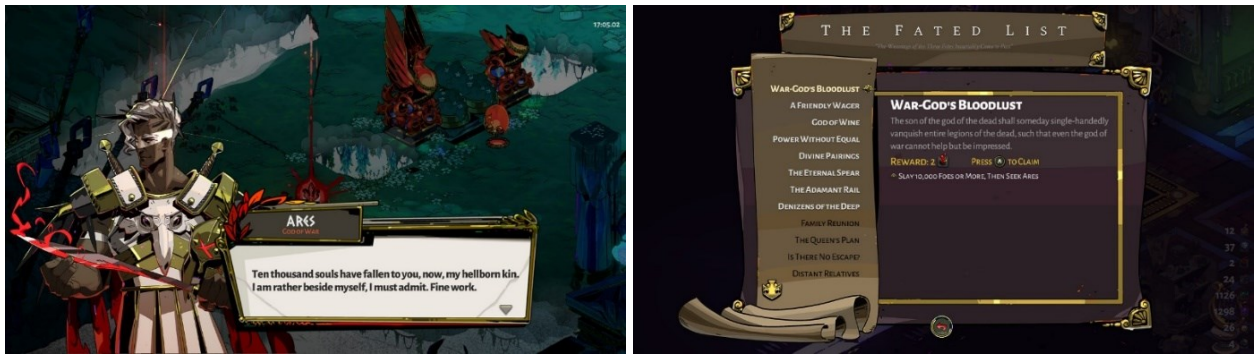 17:05.02
ARES
GOD OF WAR
Ten thousand souls have fallen to you, now, my hellborn kin.
I am rather beside myself, I must admit. Fine work.
THE FATED LIST
WAR-GOD'S BLOODLUST
A FRIENDLY WAGER
GOD OF WINE
POWER WITHOUT EQUAL
DIVINE PAIRINGS
THE ETERNAL SPEAR
THE ADAMANT RAIL
DENIZENS OF THE DEEP
FAMILY REUNION
THE QUEEN'S PLAN
IS THERE NO ESCAPE?
DISTANT RELATIVES
WAR-GOD'S BLOODLUST
The son of the god of the dead shall someday single-handedly
vanquish entire legions of the dead, such that even the god of
war cannot help but be impressed.
REWARD: 2 PRESS A TO CLAIM
SLAY 10,000 FOES OR MORE, THEN SEEK ARES
12
37
2
24
1126
1298
26
4